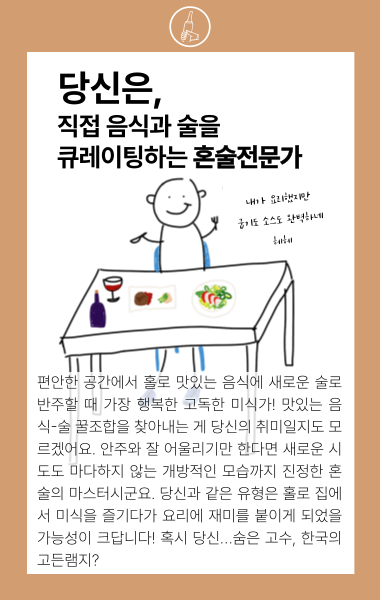 당신은,
직접 음식과 술을
큐레이팅하는 혼술전문가
내가 요리했지만
굽기도 소스도 완벽하네
헤헤
편안한 공간에서 홀로 맛있는 음식에 새로운 술로
반주할 때 가장 행복한 고독한 미식가! 맛있는 음
식-술 꿀조합을 찾아내는 게 당신의 취미일지도 모
르겠어요. 안주와 잘 어울리기만 한다면 새로운 시
도도 마다하지 않는 개방적인 모습까지 진정한 혼
술의 마스터시군요. 당신과 같은 유형은 홀로 집에
서 미식을 즐기다가 요리에 재미를 붙이게 되었을
가능성이 크답니다! 혹시 당신...숨은 고수, 한국의
고든램지?